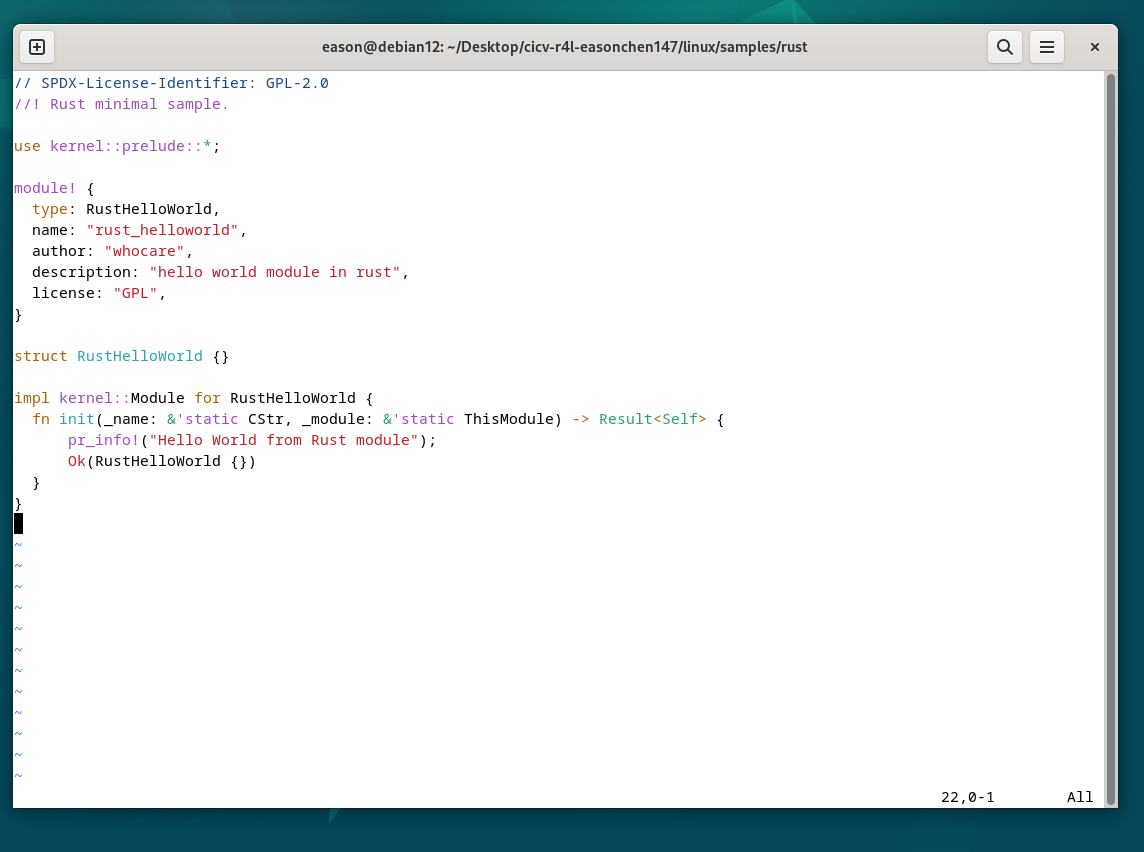 eason@debian12: ~/Desktop/cicv-r4l-easonchen147/linux/samples/rust
// SPDX-License-Identifier: GPL-2.0
//! Rust minimal sample.
use kernel::prelude::*;
module! {
  type: RustHelloWorld,
  name: "rust_helloworld",
  author: "whocare",
  description: "hello world module in rust",
  license: "GPL",
}
struct RustHelloWorld {}
impl kernel::Module for RustHelloWorld {
  fn init(_name: &'static CStr, _module: &'static ThisModule) -> Result<Self> {
      pr_info!("Hello World from Rust module");
      Ok(RustHelloWorld {})
  }
}
~
~
~
~
~
~
~
~
~
~
~
~
22,0-1 All